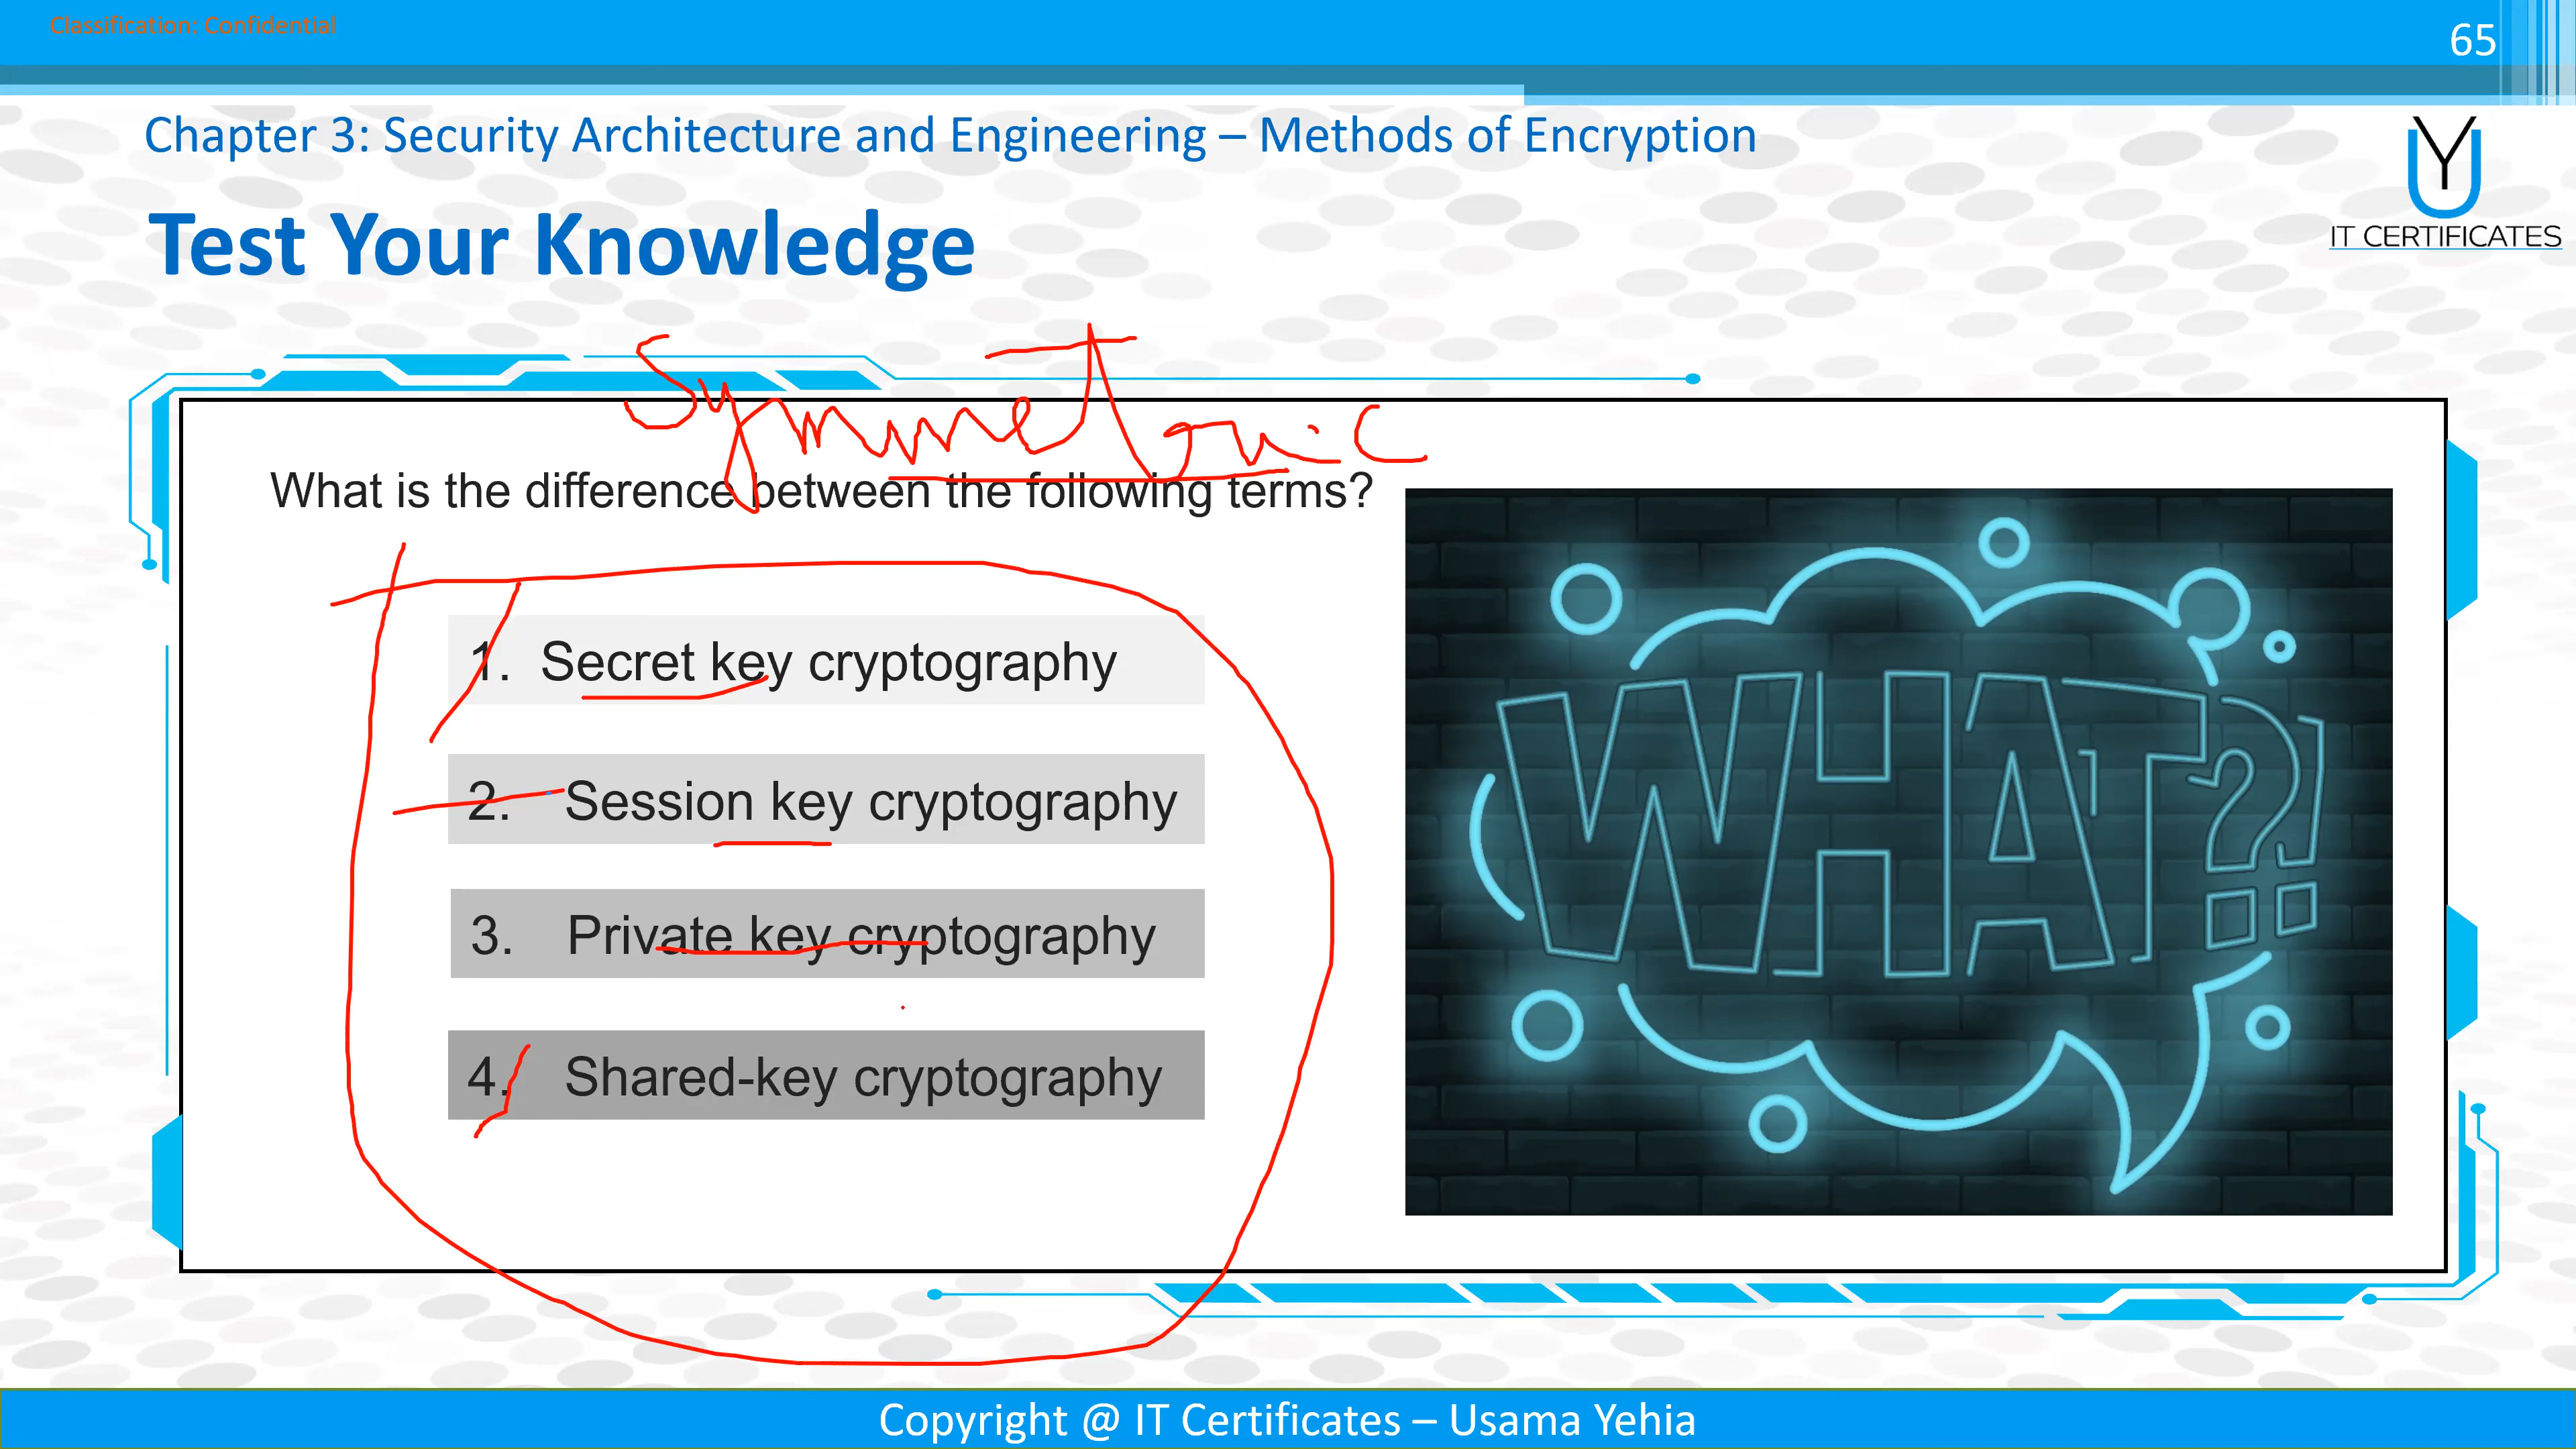 Classification: Confidential
65
Chapter 3: Security Architecture and Engineering – Methods of Encryption
Y
U
IT CERTIFICATES
Test Your Knowledge
Symmetric
What is the difference between the following terms?
1. Secret key cryptography
2. Session key cryptography
3. Private key cryptography
4. Shared-key cryptography
WHAT?!
Copyright @ IT Certificates – Usama Yehia